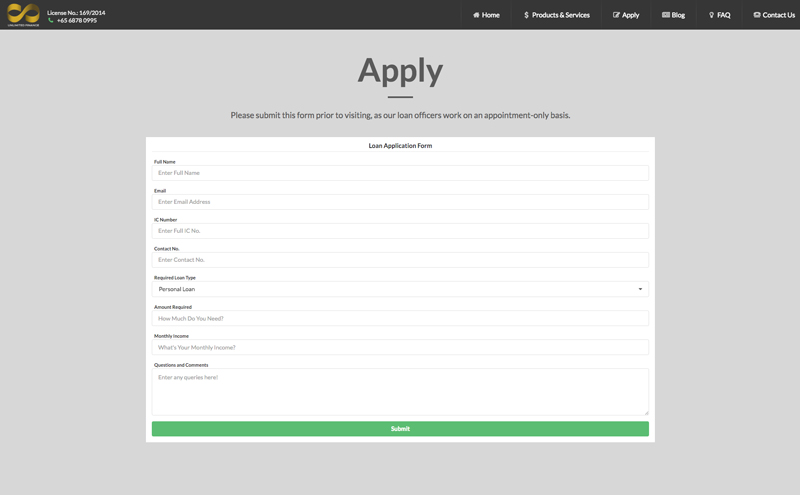 License No.: 169/2014
+65 6878 0995
UNLIMITED FINANCE
Home
Products & Services
Apply
Blog
FAQ
Contact Us
Apply
Please submit this form prior to visiting, as our loan officers work on an appointment-only basis.
Loan Application Form
Full Name
Enter Full Name
Email
Enter Email Address
IC Number
Enter Full IC No.
Contact No.
Enter Contact No.
Required Loan Type
Personal Loan
Amount Required
How Much Do You Need?
Monthly Income
What's Your Monthly Income?
Questions and Comments
Enter any queries here!
Submit